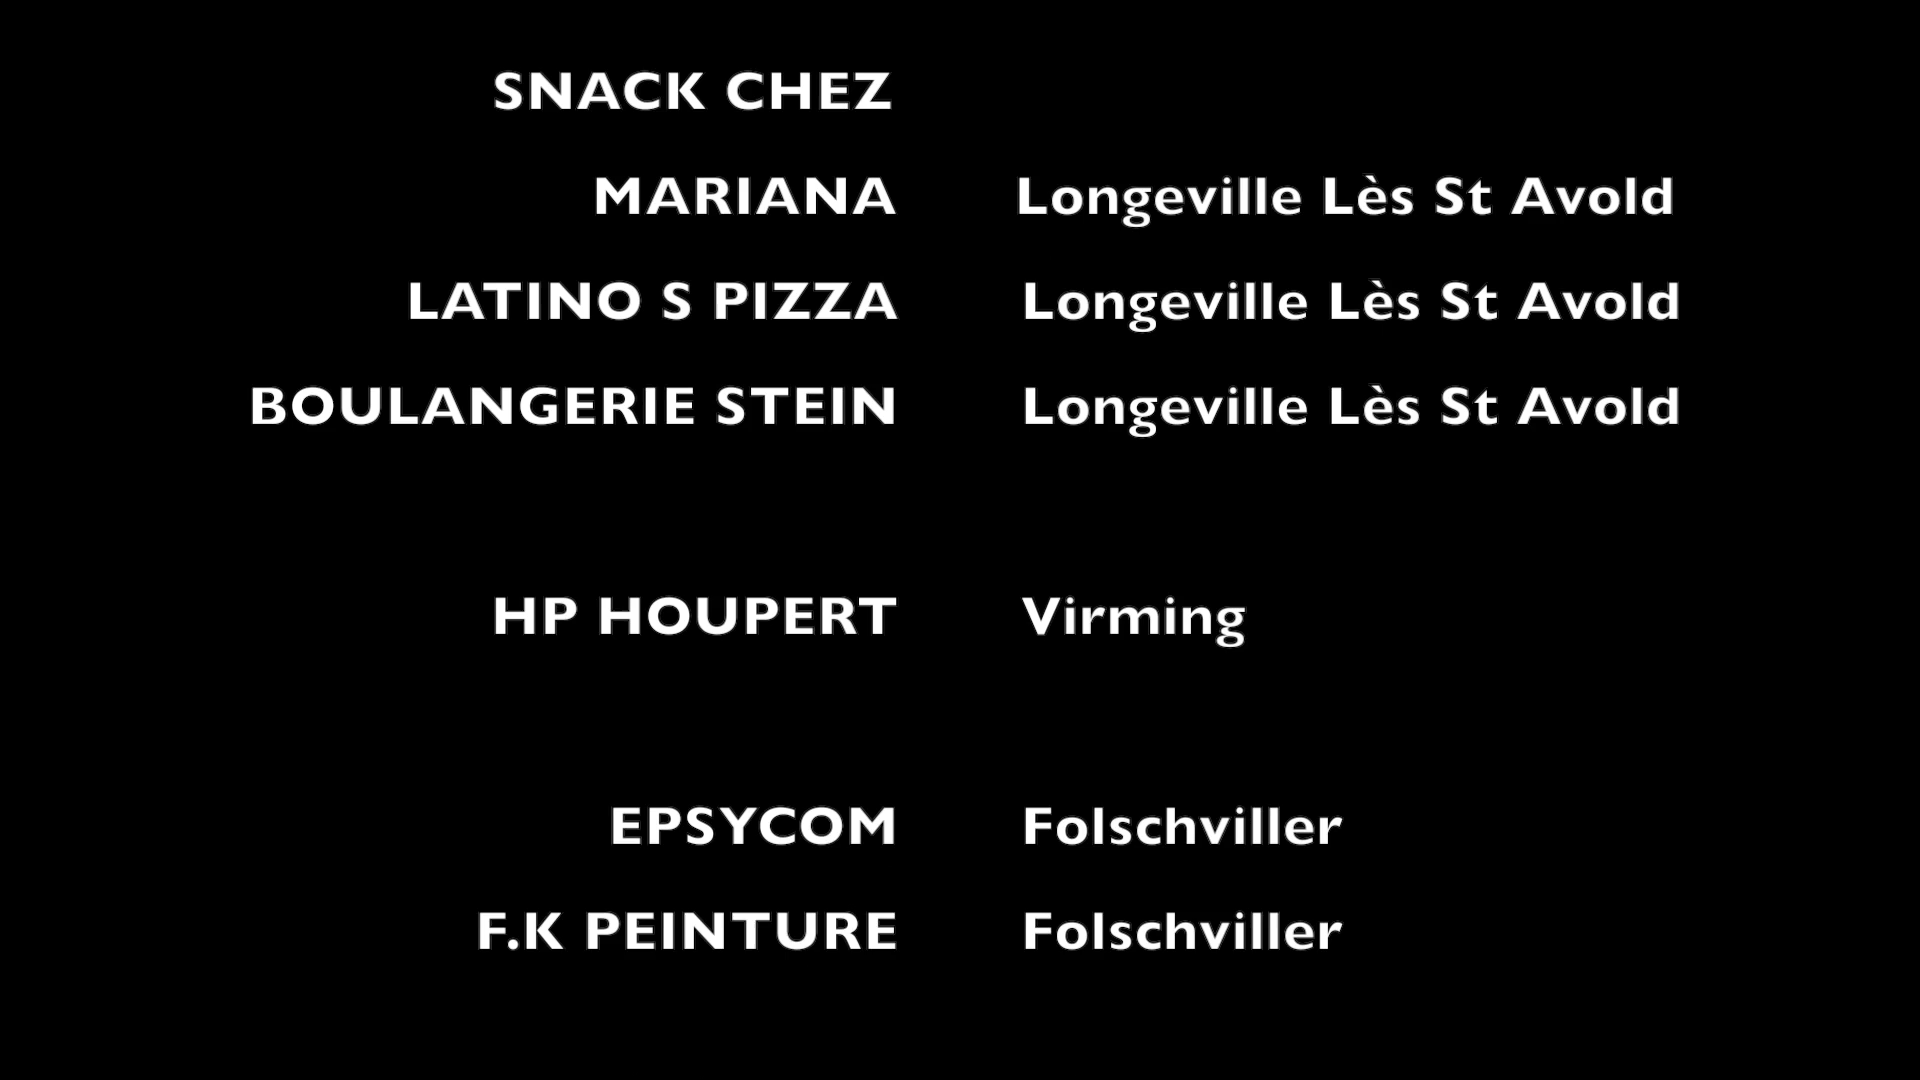 SNACK CHEZ
MARIANA Longeville Lès St Avold
LATINO S PIZZA Longeville Lès St Avold
BOULANGERIE STEIN Longeville Lès St Avold
HP HOUPERT Virming
EPSYCOM Folschviller
F.K PEINTURE Folschviller